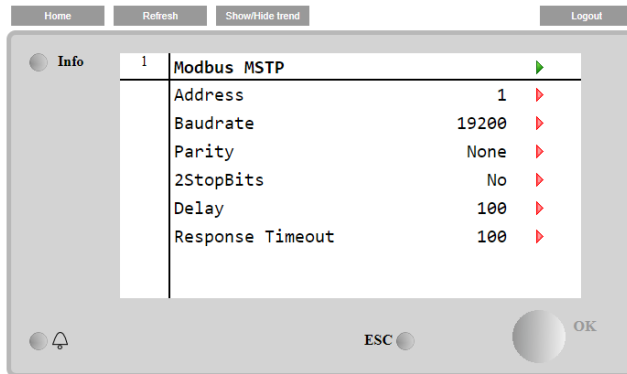 Home Refresh Show/Hide trend Logout
Info
1 Modbus MSTP
Address 1
Baudrate 19200
Parity None
2StopBits No
Delay 100
Response Timeout 100
ESC OK